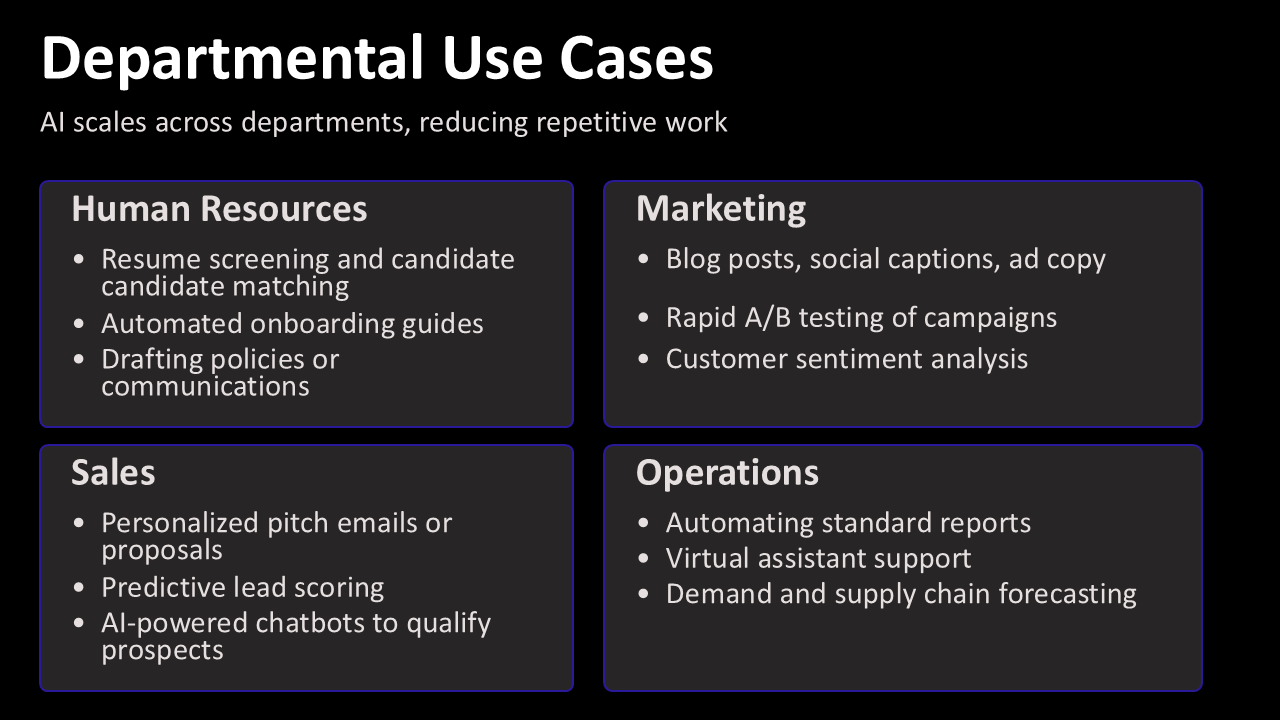 Departmental Use Cases
AI scales across departments, reducing repetitive work
Human Resources
• Resume screening and candidate
candidate matching
• Automated onboarding guides
• Drafting policies or
communications
Marketing
• Blog posts, social captions, ad copy
• Rapid A/B testing of campaigns
• Customer sentiment analysis
Sales
• Personalized pitch emails or
proposals
• Predictive lead scoring
• AI-powered chatbots to qualify
prospects
Operations
• Automating standard reports
• Virtual assistant support
• Demand and supply chain forecasting